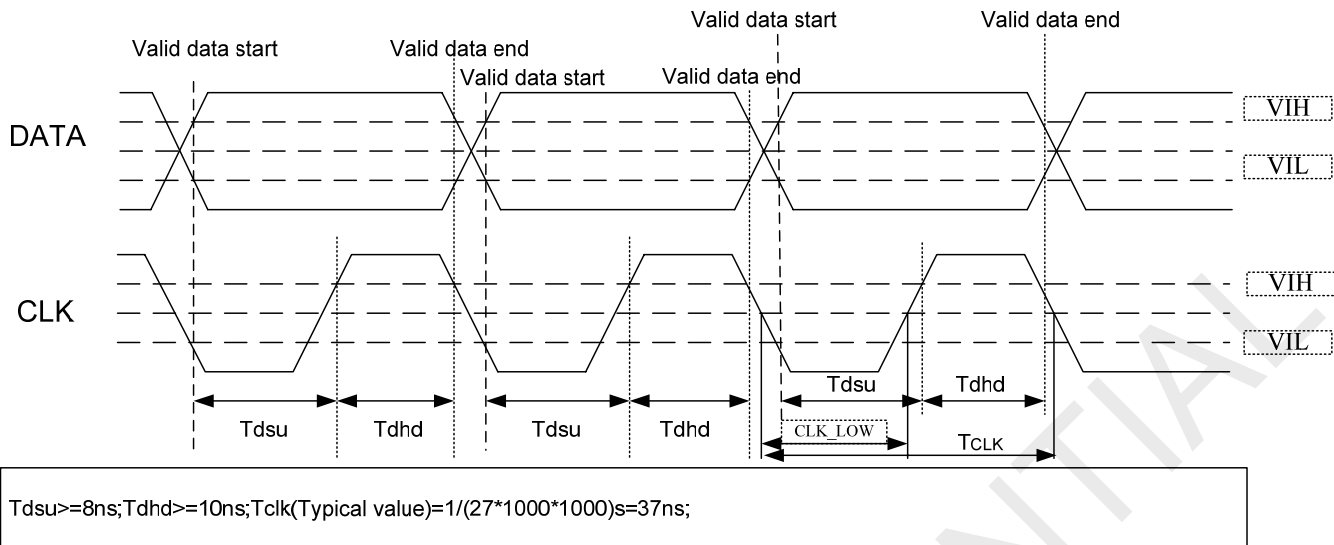 Valid data start
Valid data end
Valid data start
Valid data end
Valid data start
Valid data end
DATA
VIH
VIL
CLK
VIH
VIL
Tdsu
Tdhd
Tdsu
Tdhd
Tdsu
Tdhd
CLK_LOW
TCLK
Tdsu>=8ns;Tdhd>=10ns;Tclk(Typical value)=1/(27*1000*1000)s=37ns;